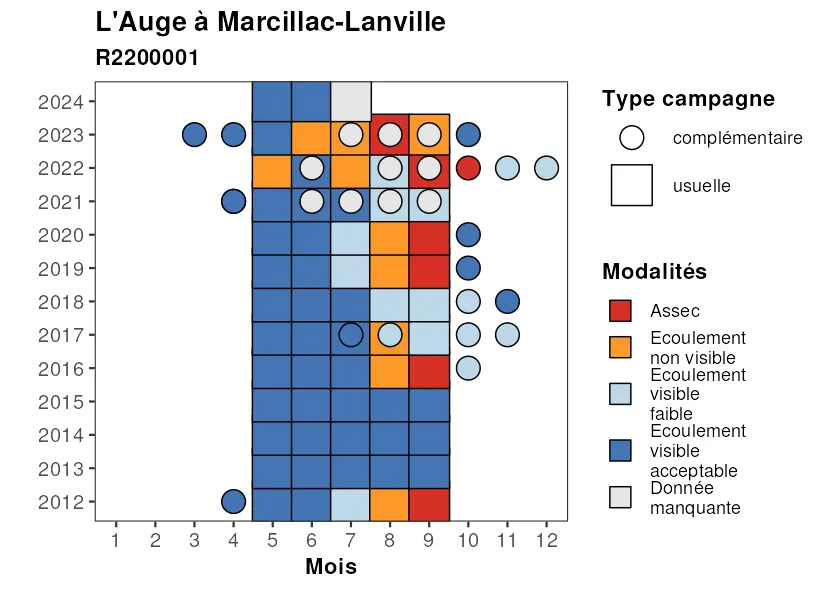 L'Auge à Marcillac-Lanville
R2200001
2024
2023
2022
2021
2020
2019
2018
2017
2016
2015
2014
2013
2012
1 2 3 4 5 6 7 8 9 10 11 12
Mois
Type campagne
complémentaire
usuelle
Modalités
Assec
Ecoulement
non visible
Ecoulement
visible
faible
Ecoulement
visible
acceptable
Donnée
manquante